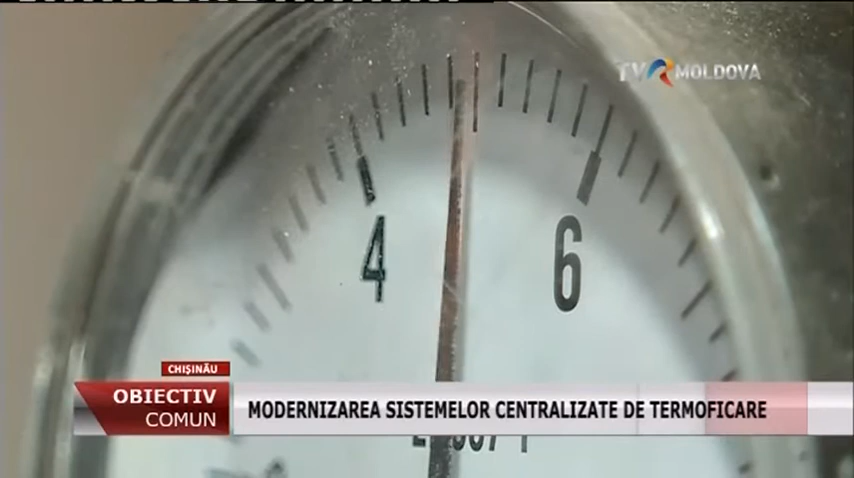 TVR MOLDOVA
4
6
CHIȘINĂU
OBIECTIV
COMUN
MODERNIZAREA SISTEMELOR CENTRALIZATE DE TERMOFICARE